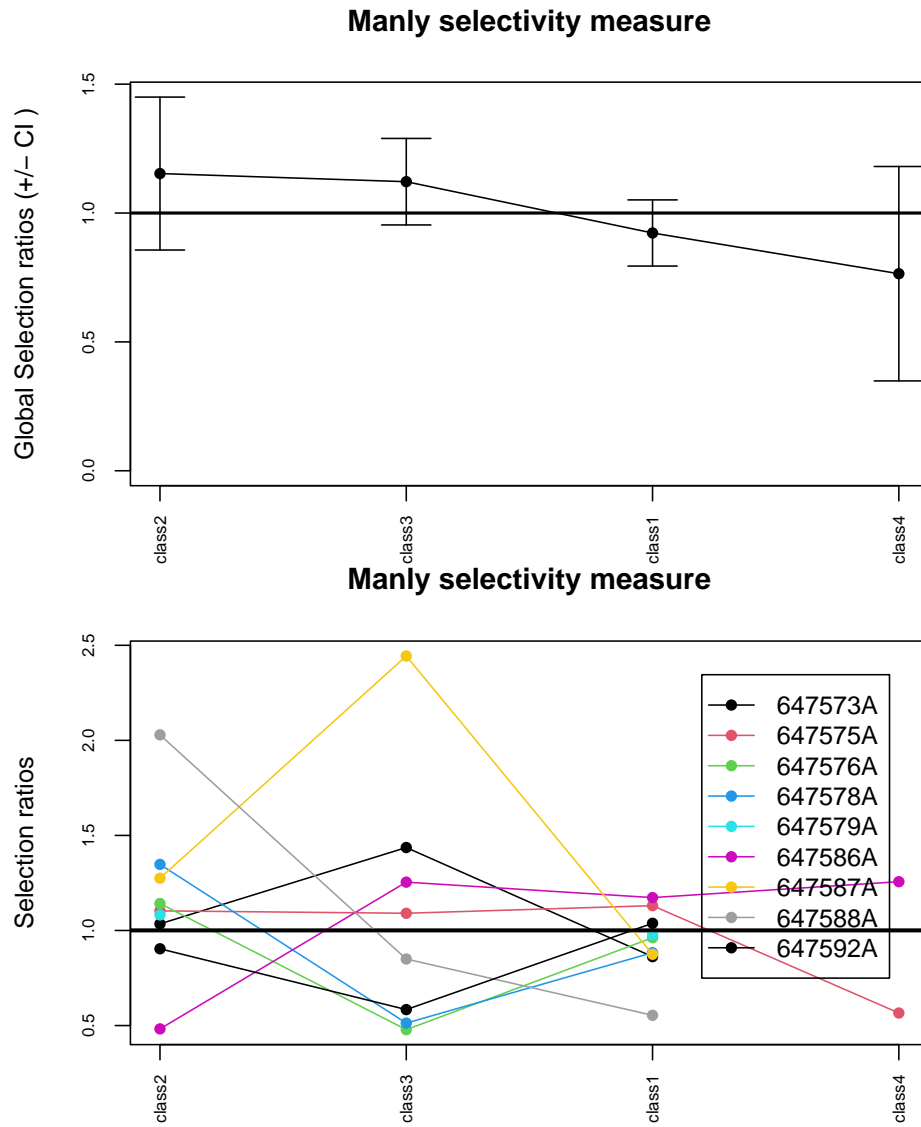 Manly selectivity measure
Global Selection ratios (+/− CI )
1.5
1.0
0.5
0.0
class2
class3
class1
class4
Manly selectivity measure
Selection ratios
2.5
2.0
1.5
1.0
0.5
647573A
647575A
647576A
647578A
647579A
647586A
647587A
647588A
647592A
class2
class3
class1
class4